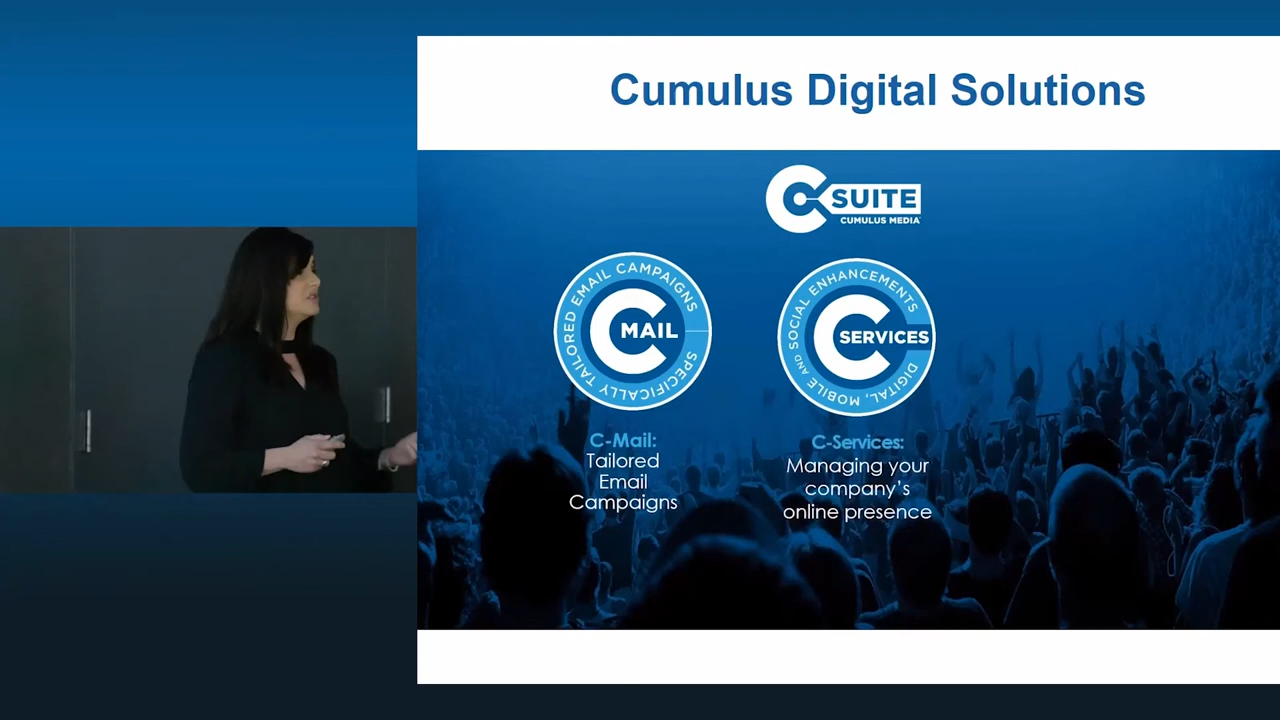 Cumulus Digital Solutions
C SUITE
CUMULUS MEDIA
SPECIFICALLY TAILORED EMAIL CAMPAIGNS
C MAIL
DIGITAL, MOBILE AND SOCIAL ENHANCEMENTS
C SERVICES
C-Mail:
Tailored
Email
Campaigns
C-Services:
Managing your
company’s
online presence